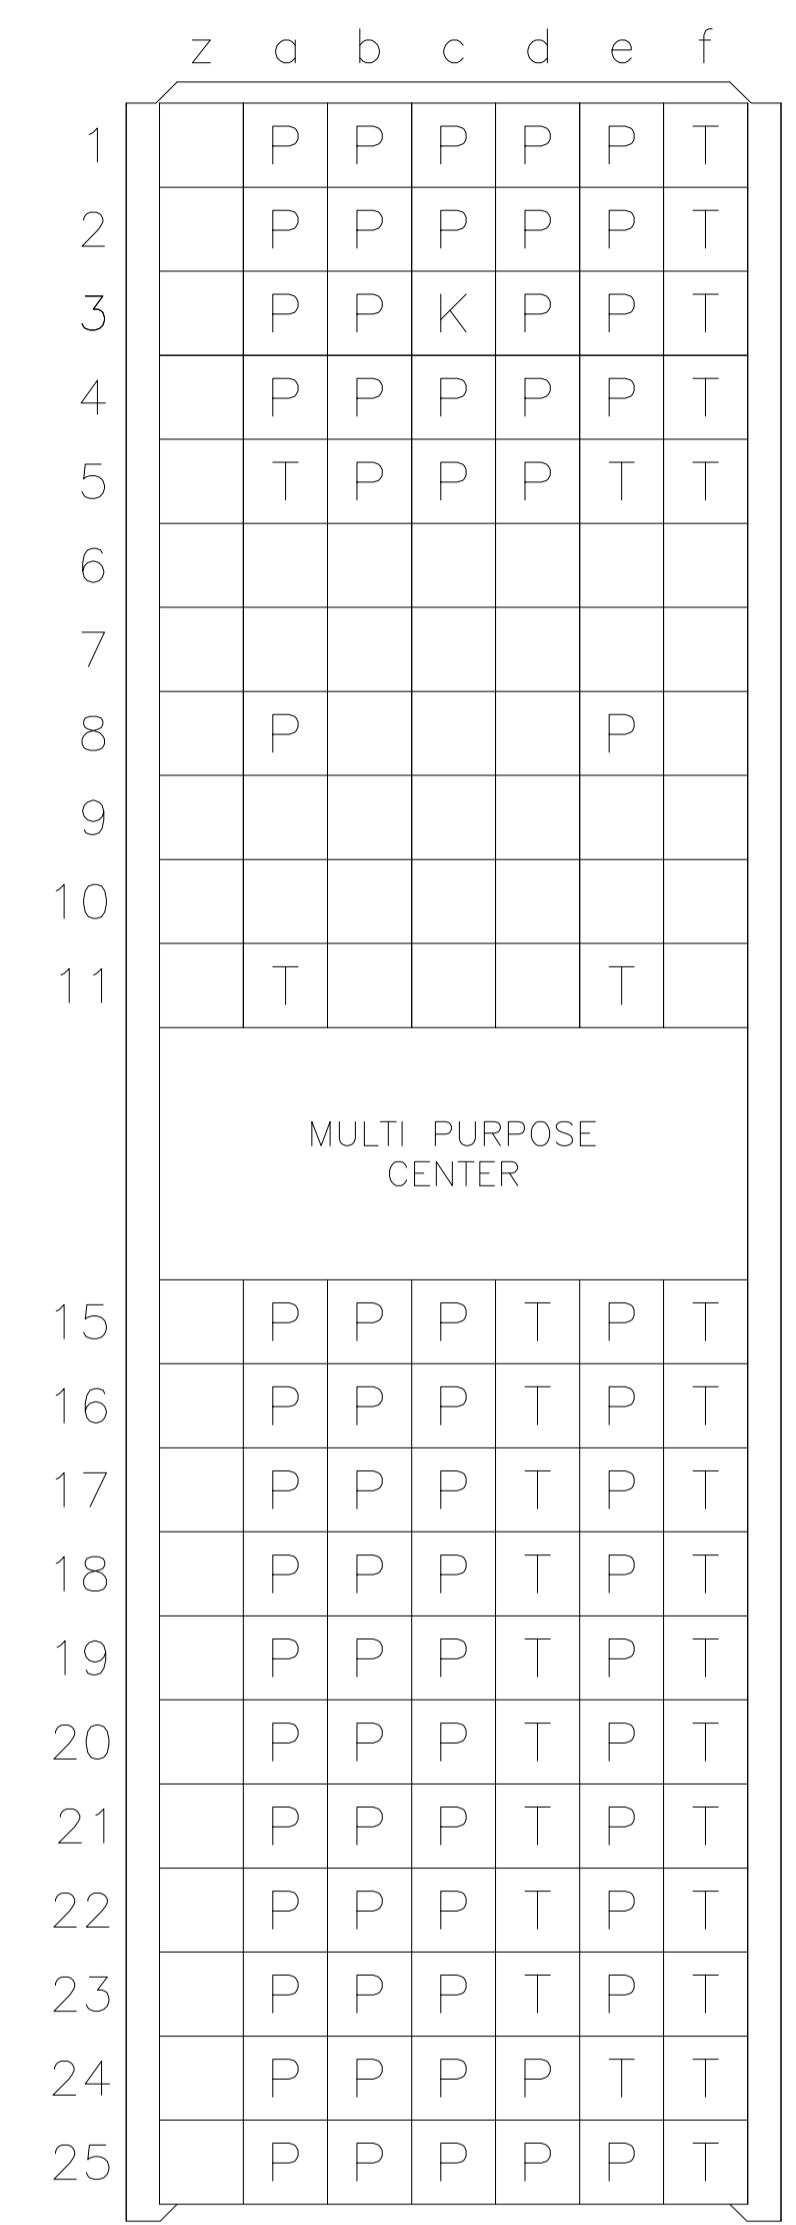 z a b c d e f
1 P P P P P T
2 P P P P P T
3 P P K P P T
4 P P P P P T
5 T P P P T T
6
7
8 P P
9
10
11 T T
MULTI PURPOSE
CENTER
15 P P P T P T
16 P P P T P T
17 P P P T P T
18 P P P T P T
19 P P P T P T
20 P P P T P T
21 P P P T P T
22 P P P T P T
23 P P P T P T
24 P P P P T T
25 P P P P P T